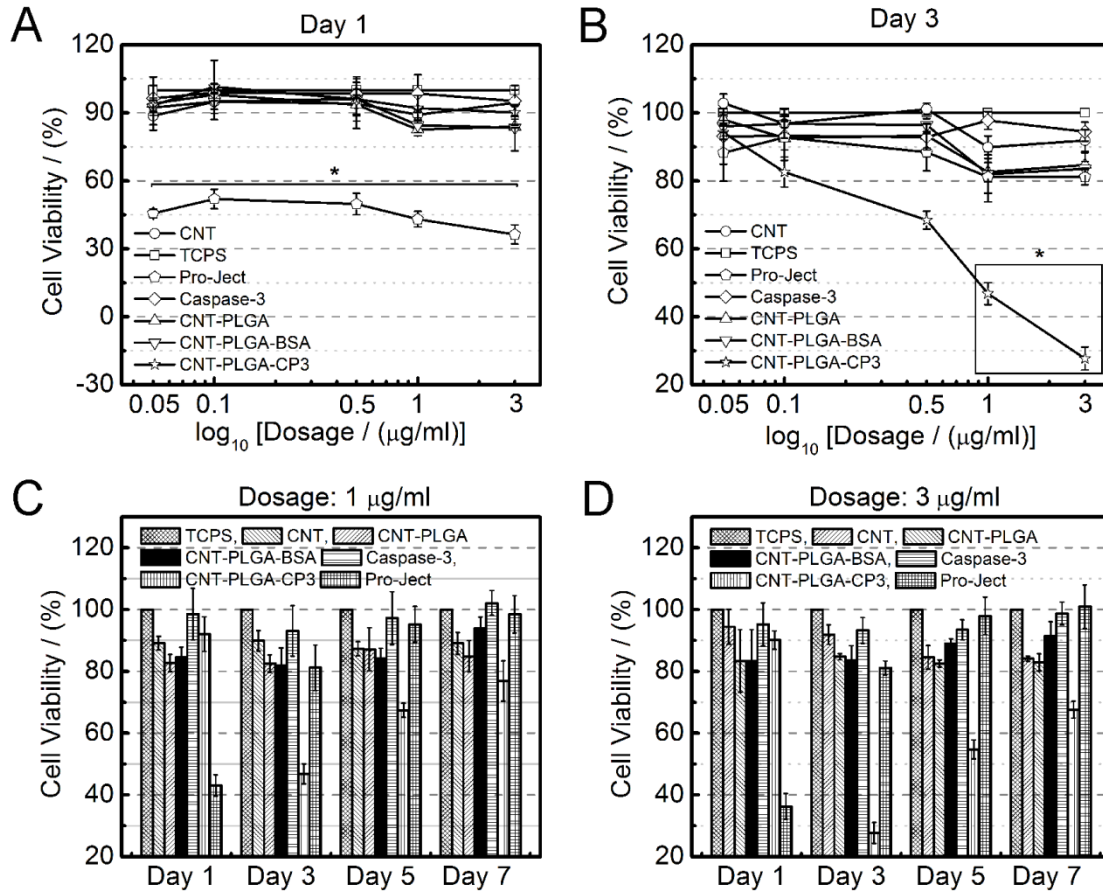 A
Day 1
120
90
60
30
0
-30
Cell Viability / (%)
*
CNT
TCPS
Pro-Ject
Caspase-3
CNT-PLGA
CNT-PLGA-BSA
CNT-PLGA-CP3
0.05 0.1 0.5 1 3
log10 [Dosage / (μg/ml)]
B
Day 3
120
100
80
60
40
20
Cell Viability / (%)
*
CNT
TCPS
Pro-Ject
Caspase-3
CNT-PLGA
CNT-PLGA-BSA
CNT-PLGA-CP3
0.05 0.1 0.5 1 3
log10 [Dosage / (μg/ml)]
C
Dosage: 1 μg/ml
TCPS, CNT, CNT-PLGA
CNT-PLGA-BSA Caspase-3,
CNT-PLGA-CP3 Pro-Ject
120
100
80
60
40
20
Cell Viability / (%)
Day 1 Day 3 Day 5 Day 7
D
Dosage: 3 μg/ml
TCPS, CNT, CNT-PLGA
CNT-PLGA-BSA, Caspase-3
CNT-PLGA-CP3, Pro-Ject
120
100
80
60
40
20
Cell Viability / (%)
Day 1 Day 3 Day 5 Day 7